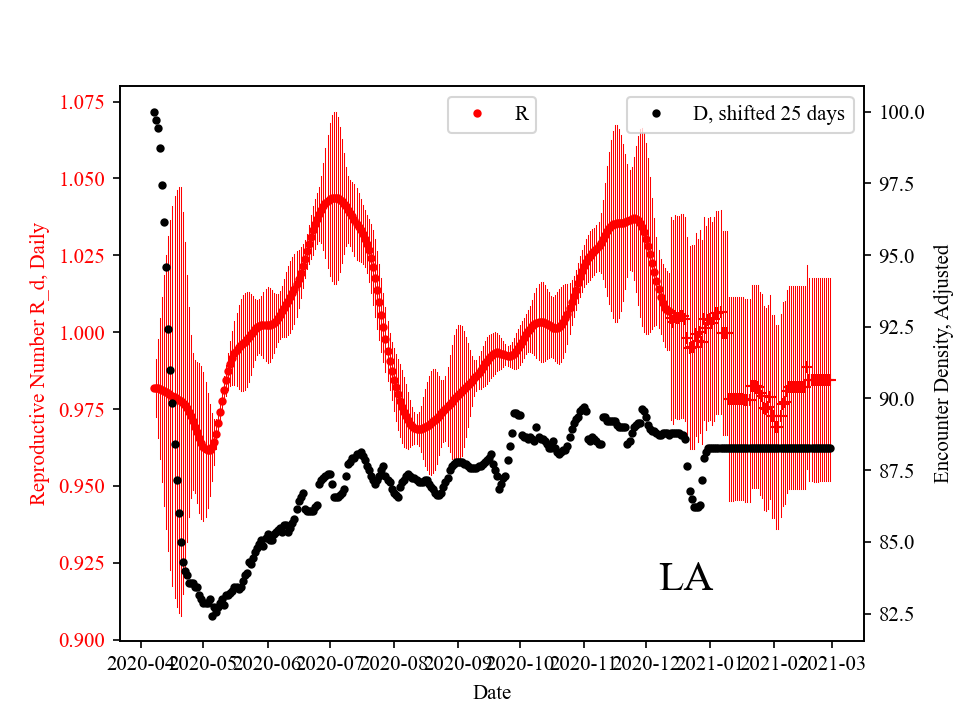 R
D, shifted 25 days
1.075
1.050
1.025
1.000
0.975
0.950
0.925
0.900
Reproductive Number R_d, Daily
100.0
97.5
95.0
92.5
90.0
87.5
85.0
82.5
Encounter Density, Adjusted
LA
2020-04 2020-05 2020-06 2020-07 2020-08 2020-09 2020-10 2020-11 2020-12 2021-01 2021-02 2021-03
Date